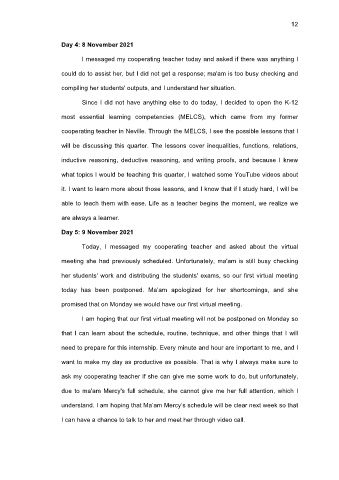 12
Day 4: 8 November 2021
I messaged my cooperating teacher today and asked if there was anything I
could do to assist her, but I did not get a response; ma'am is too busy checking and
compiling her students' outputs, and I understand her situation.
Since I did not have anything else to do today, I decided to open the K-12
most essential learning competencies (MELCS), which came from my former
cooperating teacher in Neville. Through the MELCS, I see the possible lessons that I
will be discussing this quarter. The lessons cover inequalities, functions, relations,
inductive reasoning, deductive reasoning, and writing proofs, and because I knew
what topics I would be teaching this quarter, I watched some YouTube videos about
it. I want to learn more about those lessons, and I know that if I study hard, I will be
able to teach them with ease. Life as a teacher begins the moment, we realize we
are always a learner.
Day 5: 9 November 2021
Today, I messaged my cooperating teacher and asked about the virtual
meeting she had previously scheduled. Unfortunately, ma'am is still busy checking
her students' work and distributing the students' exams, so our first virtual meeting
today has been postponed. Ma'am apologized for her shortcomings, and she
promised that on Monday we would have our first virtual meeting.
I am hoping that our first virtual meeting will not be postponed on Monday so
that I can learn about the schedule, routine, technique, and other things that I will
need to prepare for this internship. Every minute and hour are important to me, and I
want to make my day as productive as possible. That is why I always make sure to
ask my cooperating teacher if she can give me some work to do, but unfortunately,
due to ma'am Mercy's full schedule, she cannot give me her full attention, which I
understand. I am hoping that Ma'am Mercy's schedule will be clear next week so that
I can have a chance to talk to her and meet her through video call.